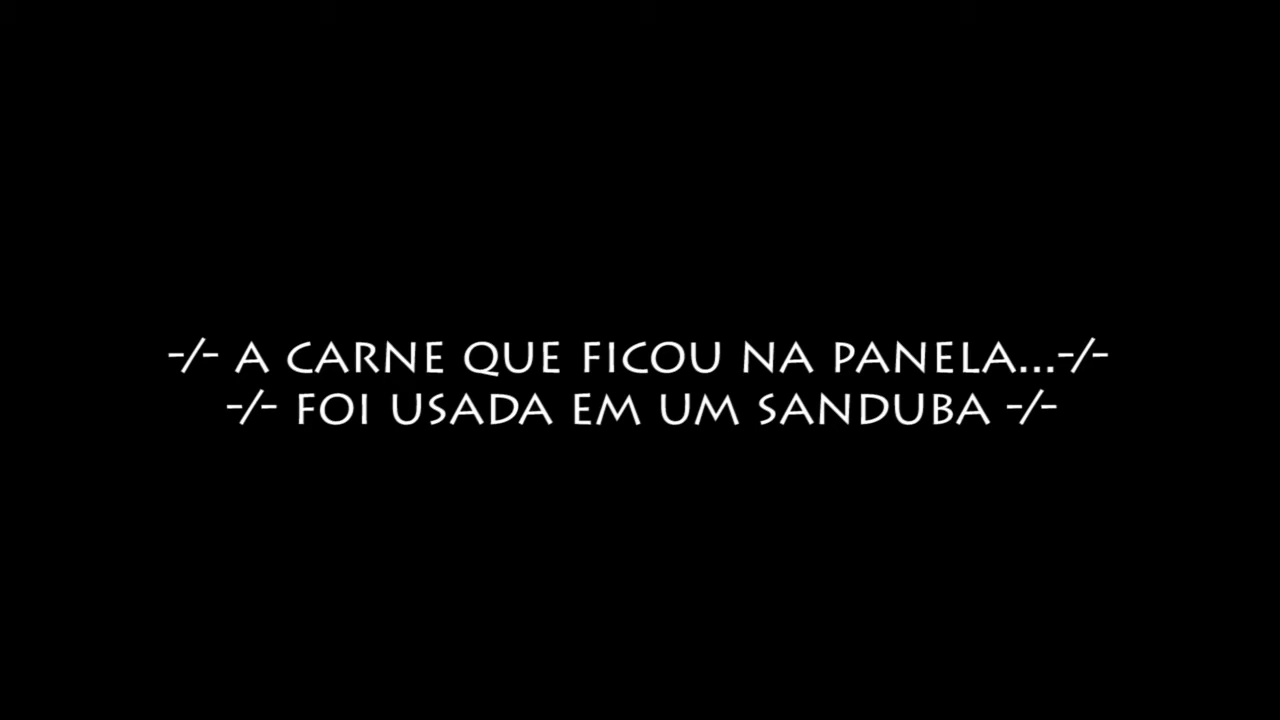 -/- A CARNE QUE FICOU NA PANELA...-/-
-/- FOI USADA EM UM SANDUBA -/-